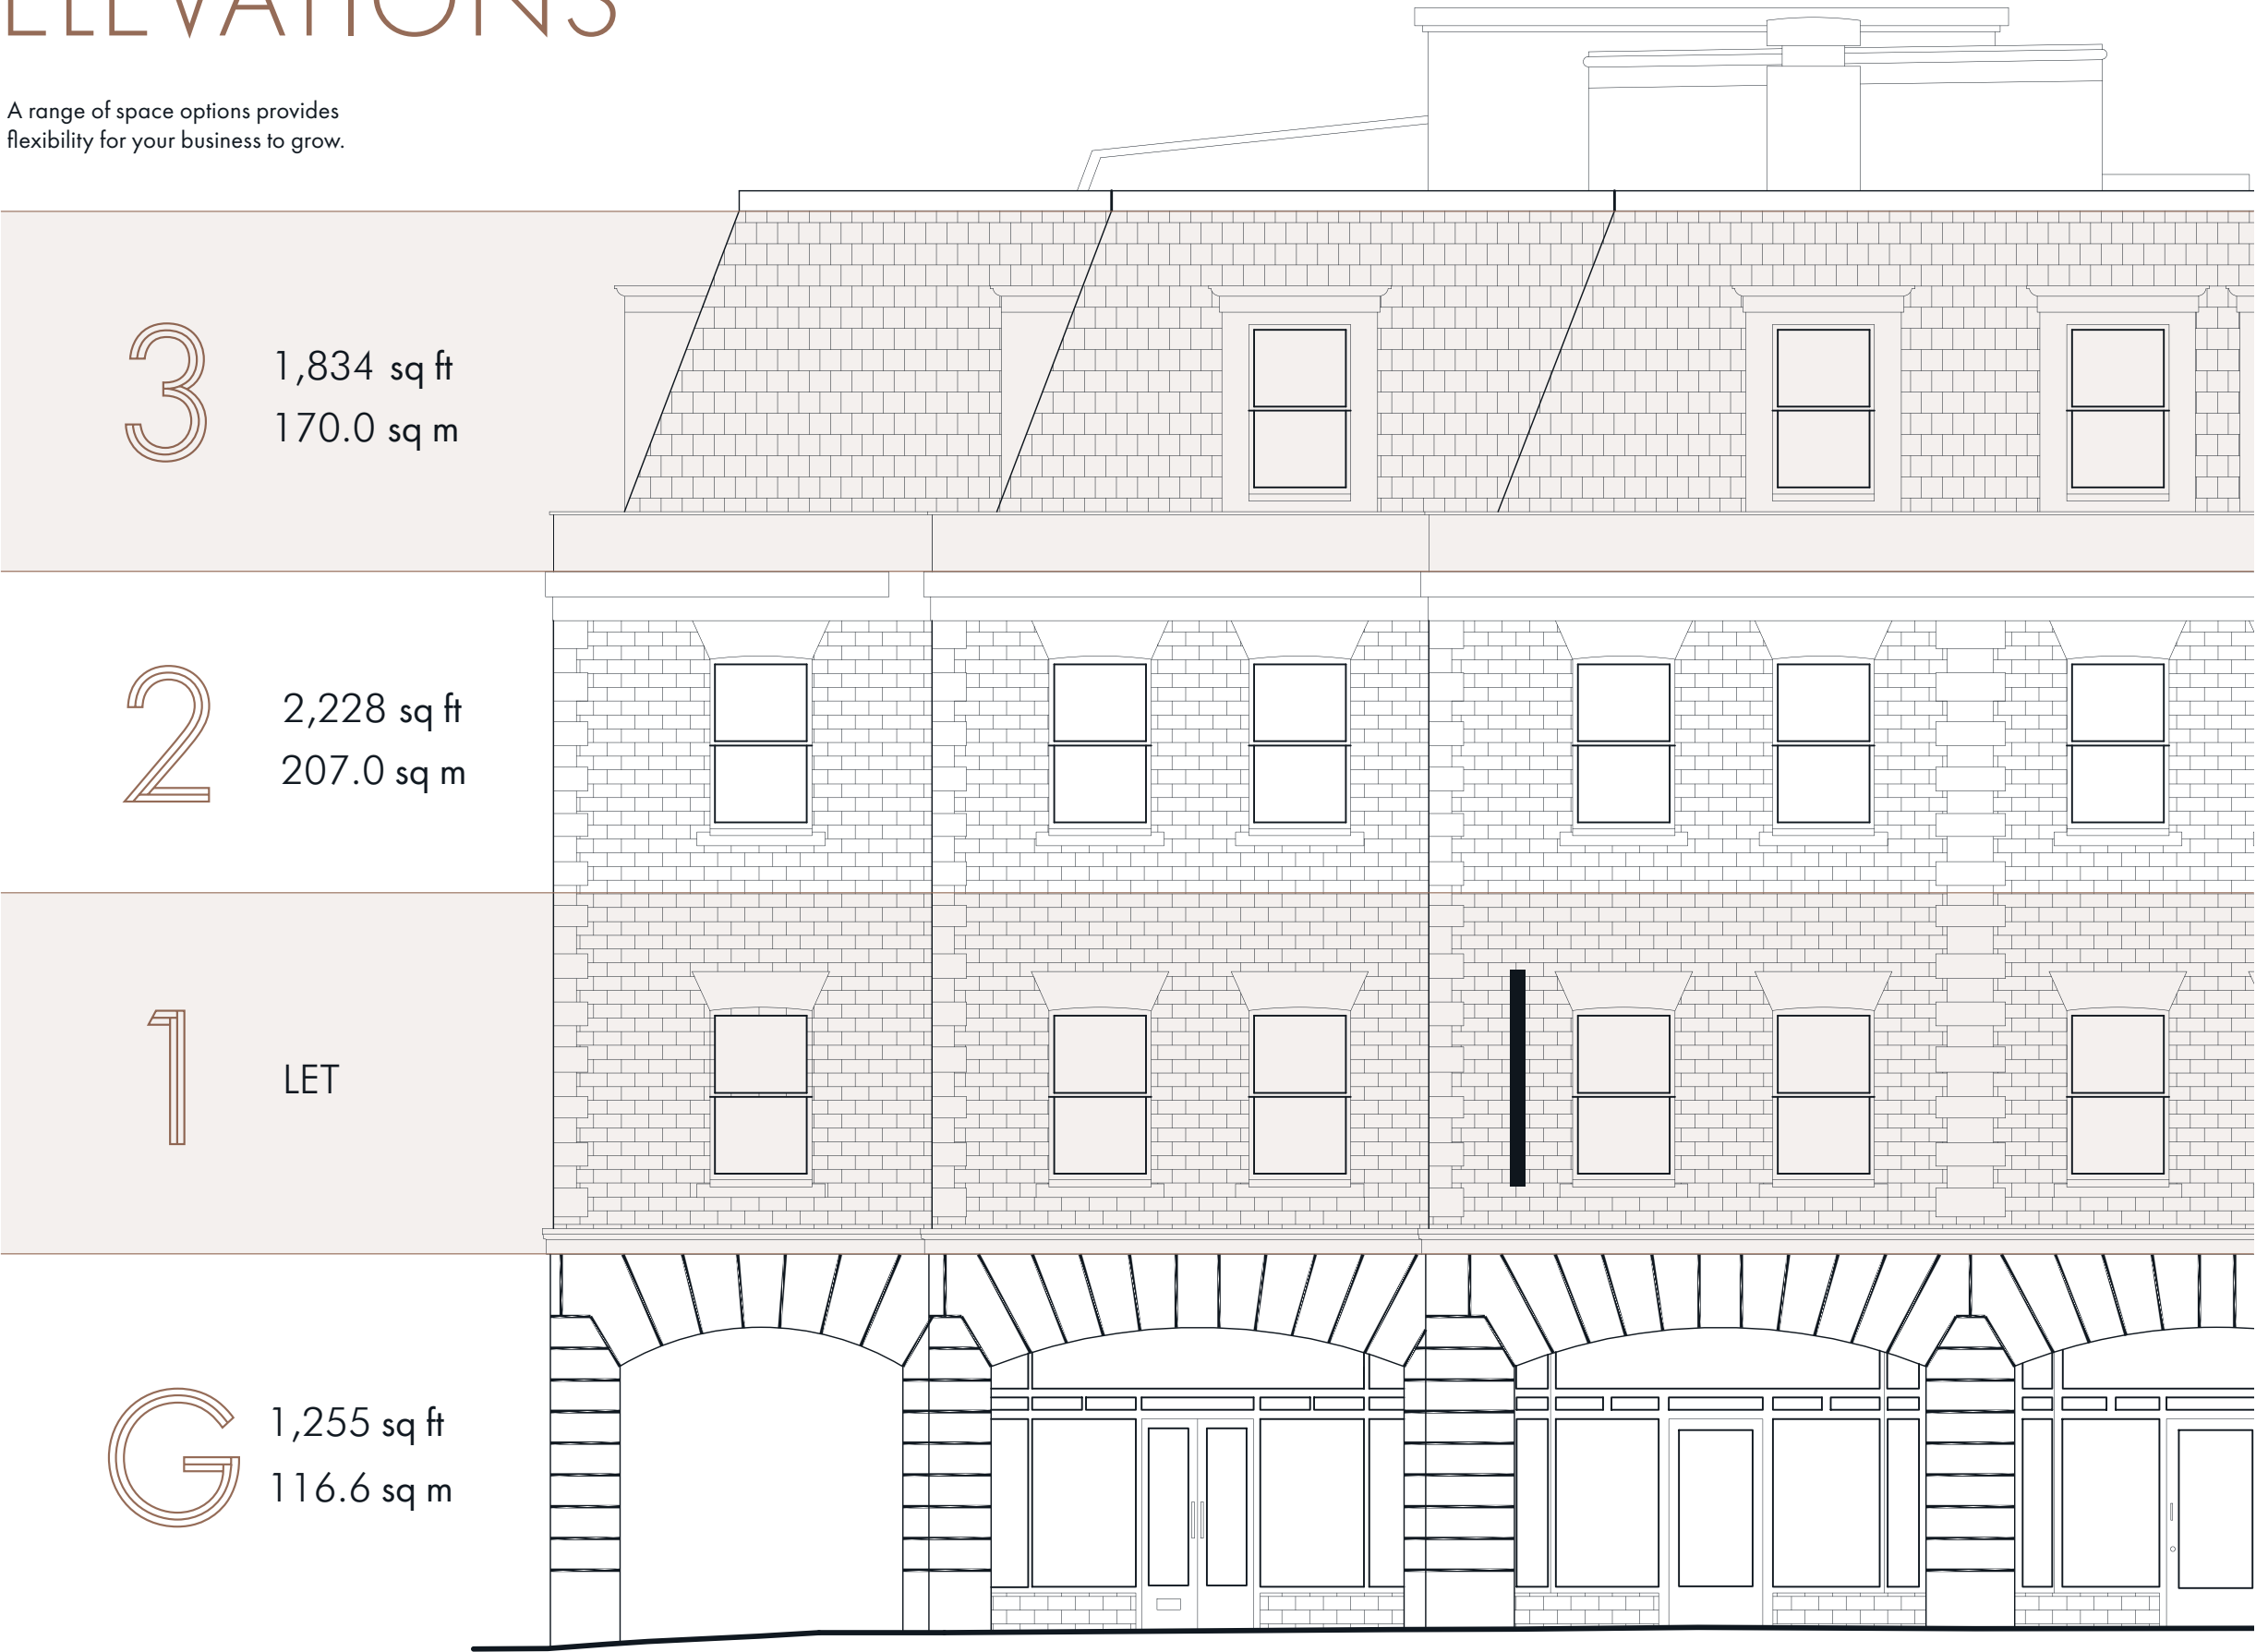 ELEVATIONS
A range of space options provides
flexibility for your business to grow.
3
1,834 sq ft
170.0 sq m
2
2,228 sq ft
207.0 sq m
1
LET
G
1,255 sq ft
116.6 sq m